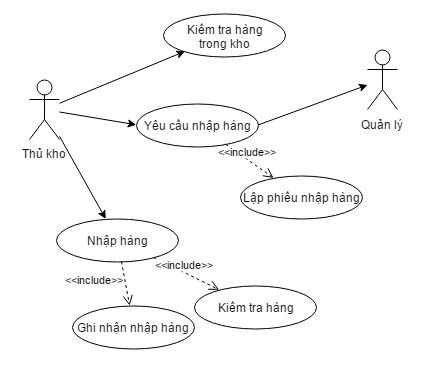 Kiểm tra hàng
trong kho
Yêu cầu nhập hàng
Quản lý
Thủ kho
<<include>>
Lập phiếu nhập hàng
Nhập hàng
<<include>>
<<include>>
Kiểm tra hàng
Ghi nhận nhập hàng